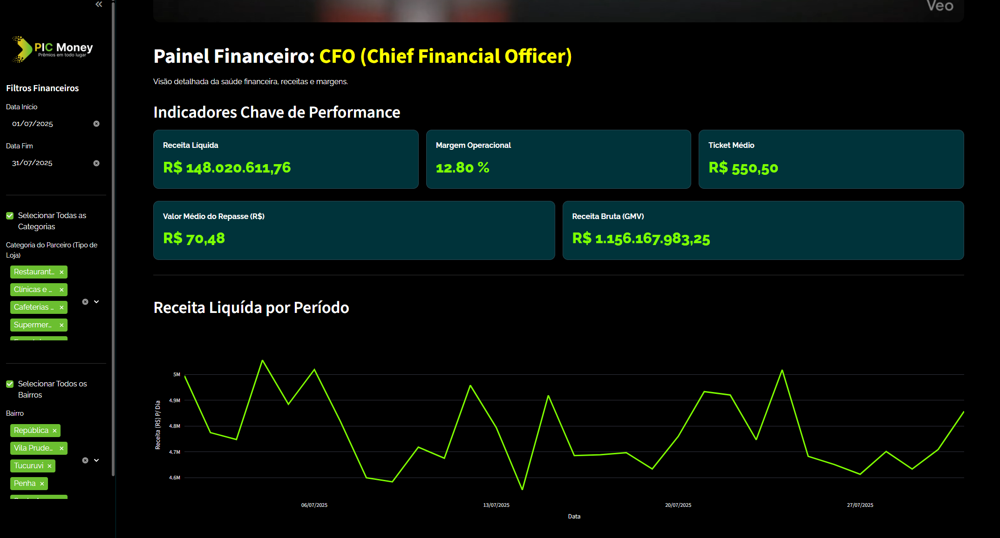 Veo
PIC Money
Prêmios em todo lugar
Filtros Financeiros
Data Início
01/07/2025
Data Fim
31/07/2025
Selecionar Todas as
Categorias
Categoria do Parceiro (Tipo de
Loja)
Restaurant...
Clínicas e ...
Cafeterias ...
Supermer...
Selecionar Todos os
Bairros
Bairro
República
Vila Prude...
Tucuruvi
Penha
Painel Financeiro: CFO (Chief Financial Officer)
Visão detalhada da saúde financeira, receitas e margens.
Indicadores Chave de Performance
Receita Líquida
R$ 148.020.611,76
Margem Operacional
12.80 %
Ticket Médio
R$ 550,50
Valor Médio do Repasse (R$)
R$ 70,48
Receita Bruta (GMV)
R$ 1.156.167.983,25
Receita Liquída por Período
Receita (R$) P/ Dia
5M
4.9M
4.8M
4.7M
4.6M
06/07/2025
13/07/2025
20/07/2025
27/07/2025
Data